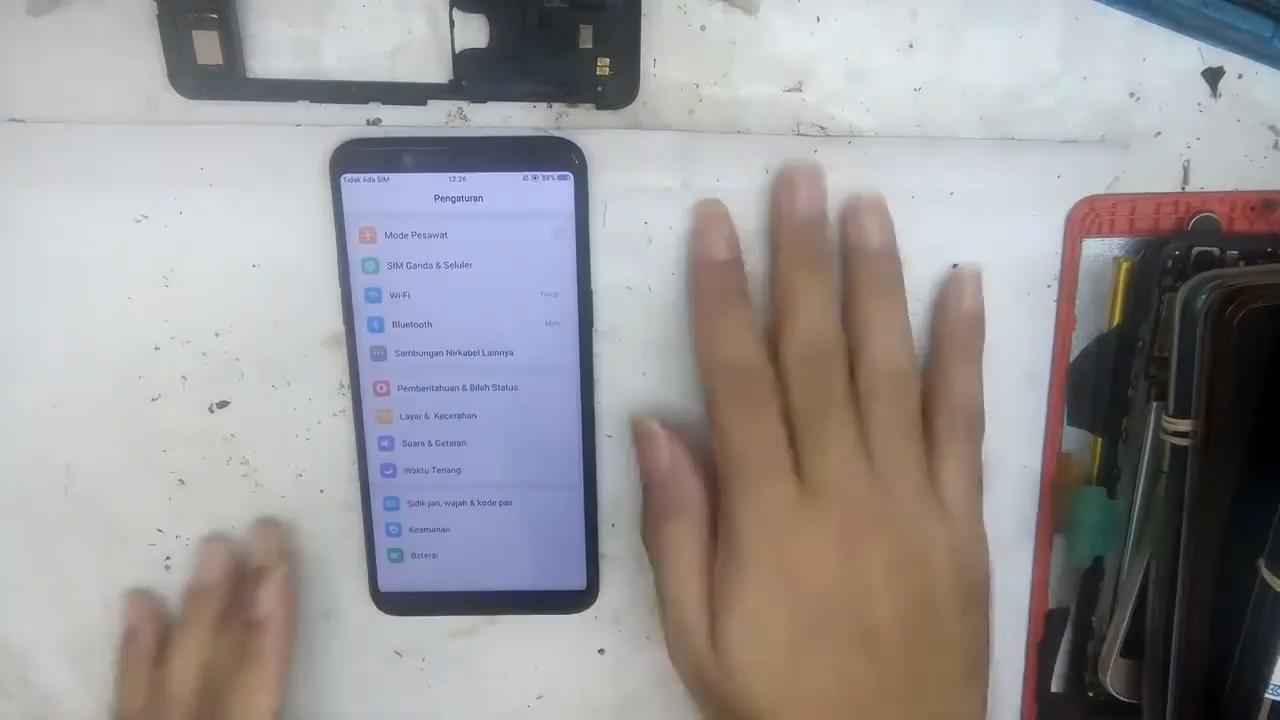 Tidak Ada SIM 12.26 88%
Pengaturan
Mode Pesawat
SIM Ganda & Seluler
Wi-Fi Tutup
Bluetooth Mati
Sambungan Nirkabel Lainnya
Pemberitahuan & Bilah Status
Layar & Kecerahan
Suara & Getaran
Waktu Tenang
Sidik jari, wajah & kode pas
Keamanan
Baterai